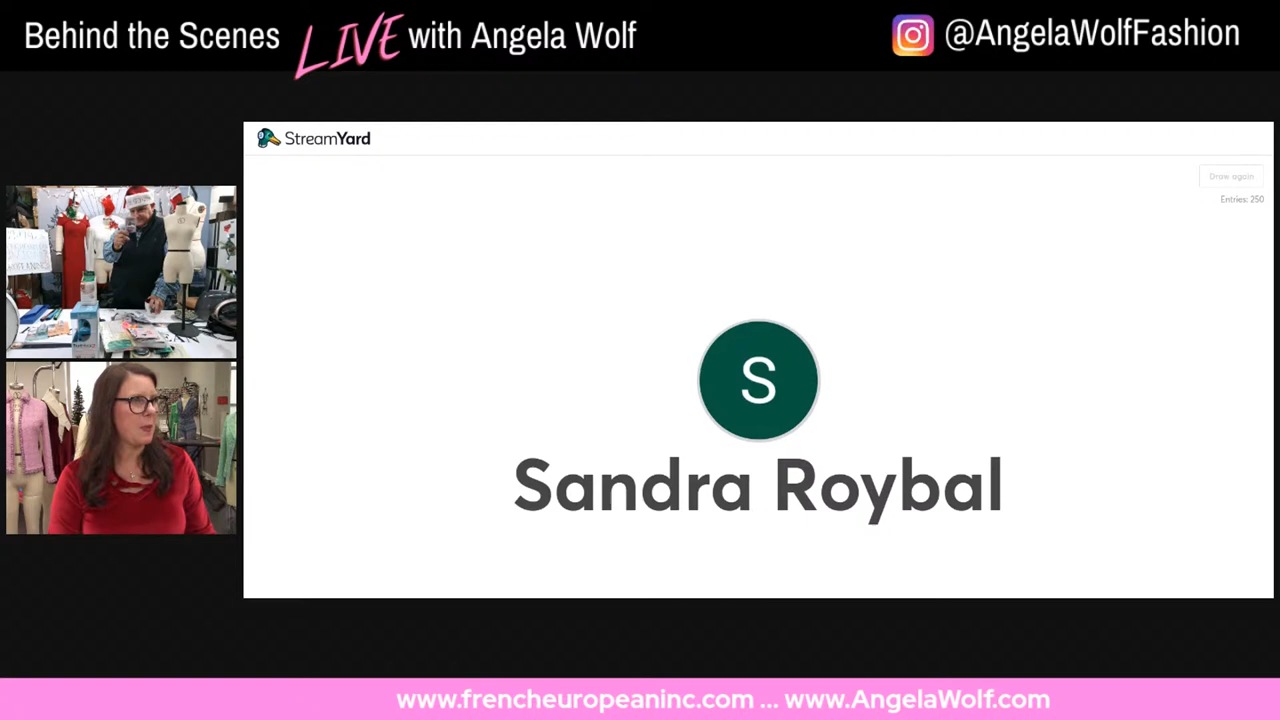 Behind the Scenes LIVE with Angela Wolf
@AngelaWolfFashion
StreamYard
Draw again
Entries: 250
S
Sandra Roybal
www.frencheuropeaninc.com ... www.AngelaWolf.com